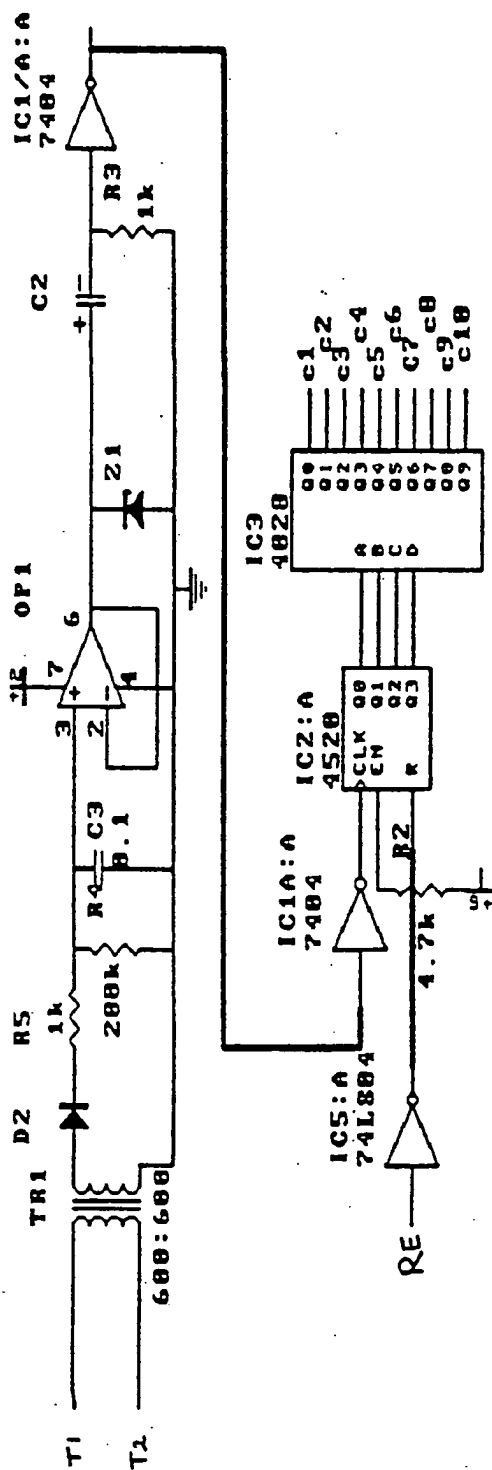 T1
T2
TR1
600:600
D2
R5
1k
200k
R4
C3
0.1
+12
OP1
3
2
7
4
6
+
-
Z1
C2
+ -
R3
1k
IC1/A:A
7404
RE
IC5:A
74LS04
IC1A:A
7404
R2
4.7k
+5
IC2:A
4520
CLK Q0
EN Q1
Q2
R Q3
IC3
4028
A
B
C
D
Q0 c1
Q1 c2
Q2 c3
Q3 c4
Q4 c5
Q5 c6
Q6 C7
Q7 c8
Q8 c9
Q9 c10